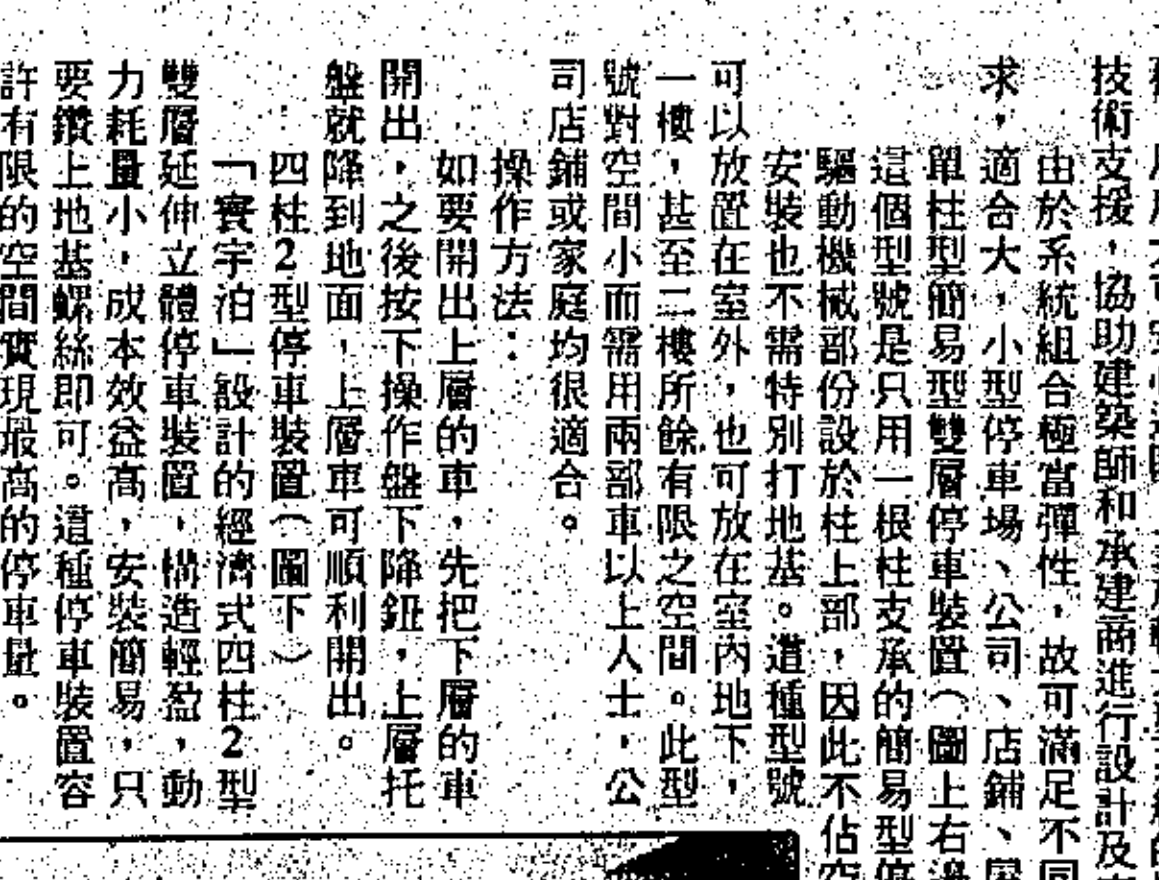 技術支援，協助建築師和承建商進行設計及
由於系統組合極當彈性，故可滿足不同
求，適合大，小型停車場、公司、店鋪、
單柱型簡易型雙層停車裝置（圖上右邊
這個型號是只用一根柱支承的簡易型停
驅動機械部份設於柱上部，因此不佔空
安裝也不需特別打地基。這種型號
可以放置在室外，也可放在室內地下，
一樓，甚至二樓所餘有限之空間。此型
號對空間小而需用兩部車以上人士，公
司店鋪或家庭均很適合。
操作方法：
如要開出上層的車，先把下層的車
開出，之後按下操作盤下降鈕，上層托
盤就降到地面，上層車可順利開出。
四柱2型停車裝置（圖下）
「寶宇泊」設計的經濟式四柱2型
雙層延伸立體停車裝置，構造輕盈，動
力耗量小，成本效益高，安裝簡易，只
要鑽上地基螺絲即可。這種停車裝置容
許有限的空間實現最高的停車量。